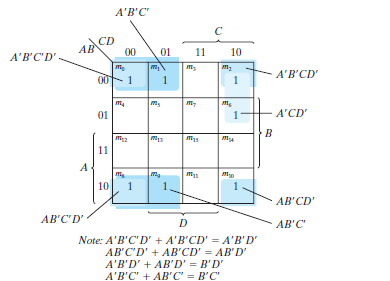 A'B'C'
C
CD
AB
00 01 11 10
A'B'C'D'
m0 m1 m3 m2
00 1 1 1
A'B'CD'
m4 m5 m7 m6
01 1
A'CD'
B
m12 m13 m15 m14
11
A
m8 m9 m11 m10
10 1 1 1
AB'CD'
AB'C'D'
D
AB'C'
Note: A'B'C'D' + A'B'CD' = A'B'D'
AB'C'D' + AB'CD' = AB'D'
A'B'D' + AB'D' = B'D'
A'B'C' + AB'C' = B'C'